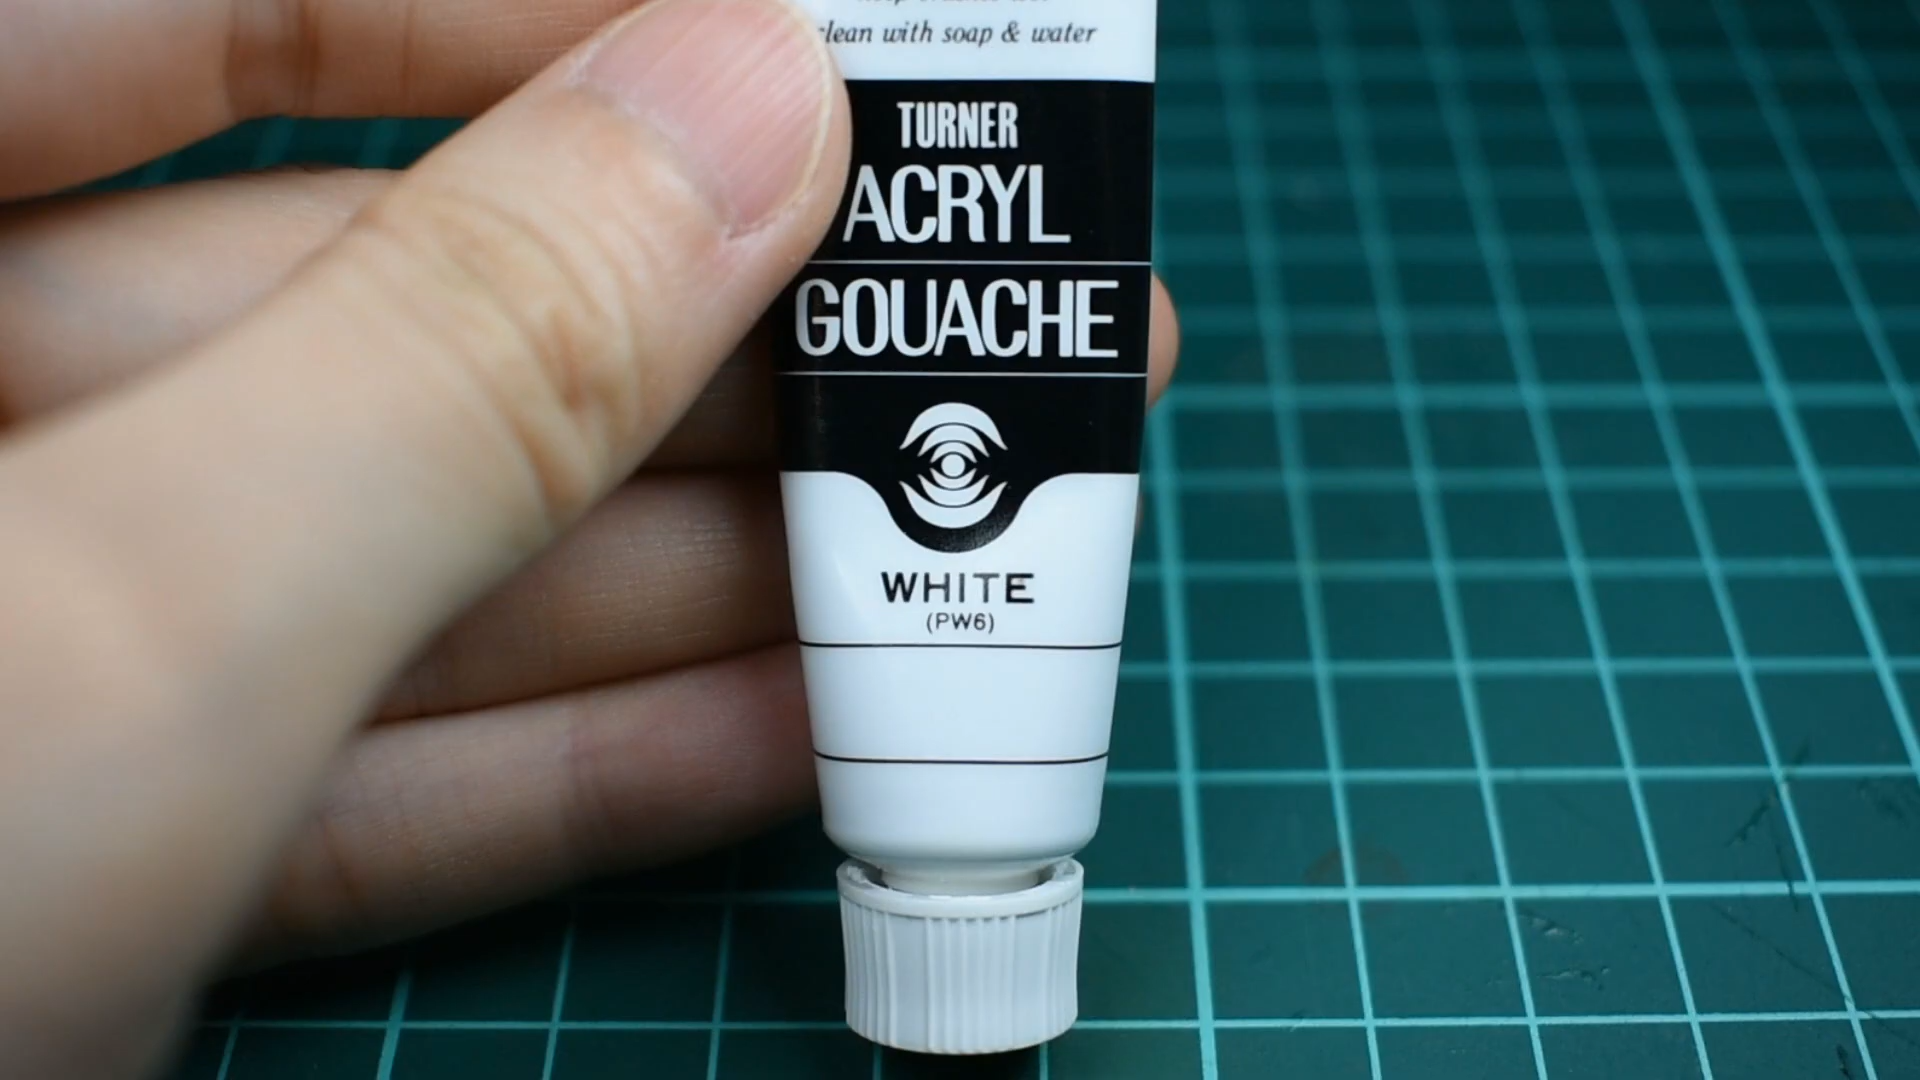 clean with soap & water
TURNER
ACRYL
GOUACHE
WHITE
(PW6)